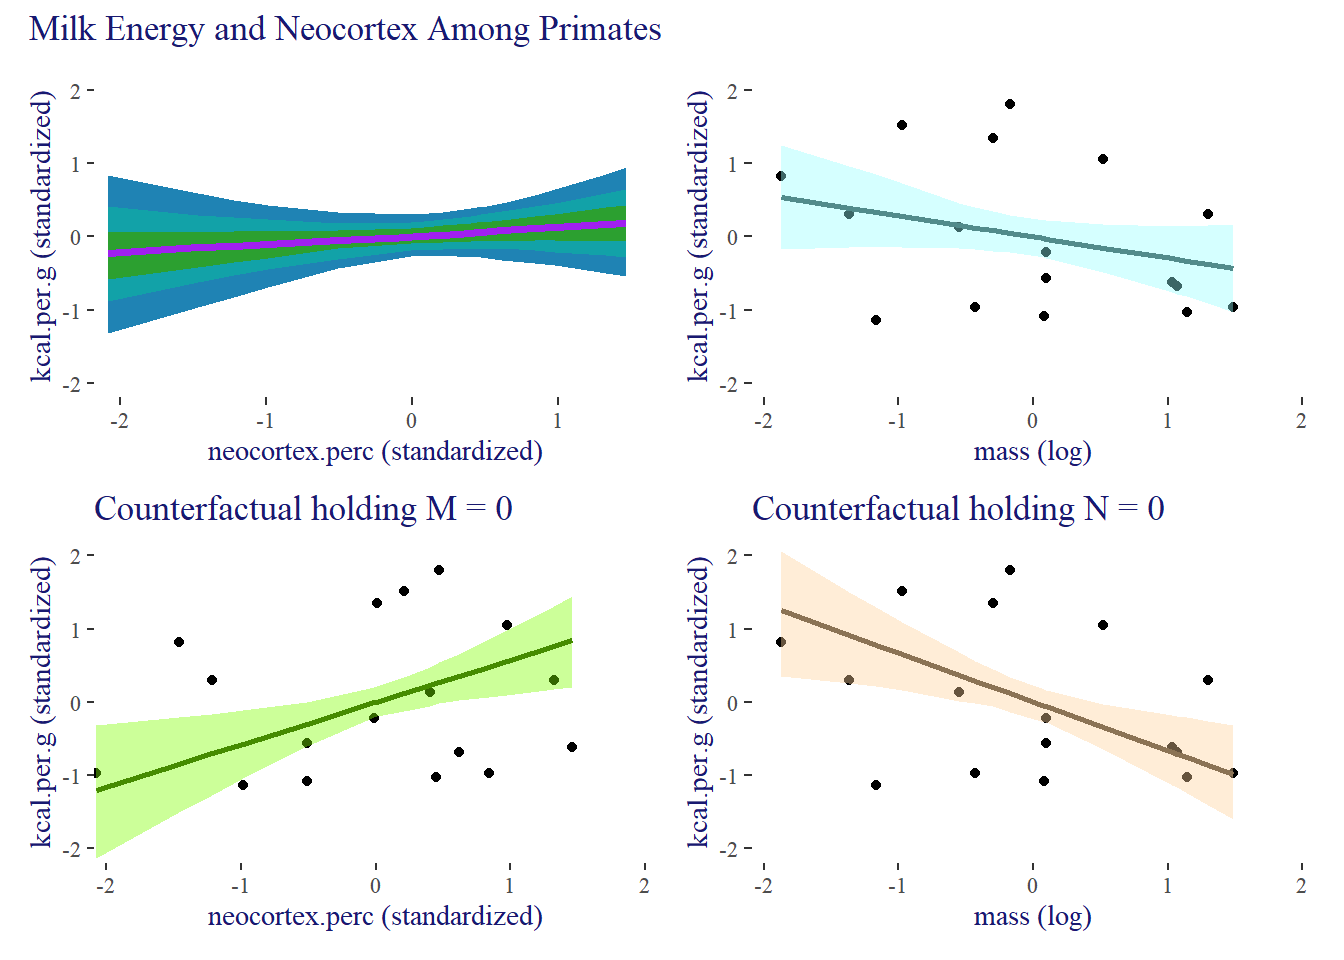 Milk Energy and Neocortex Among Primates
kcal.per.g (standardized)
2
1
0
-1
-2
-2 -1 0 1
neocortex.perc (standardized)
kcal.per.g (standardized)
2
1
0
-1
-2
-2 -1 0 1 2
mass (log)
Counterfactual holding M = 0
kcal.per.g (standardized)
2
1
0
-1
-2
-2 -1 0 1 2
neocortex.perc (standardized)
Counterfactual holding N = 0
kcal.per.g (standardized)
2
1
0
-1
-2
-2 -1 0 1 2
mass (log)